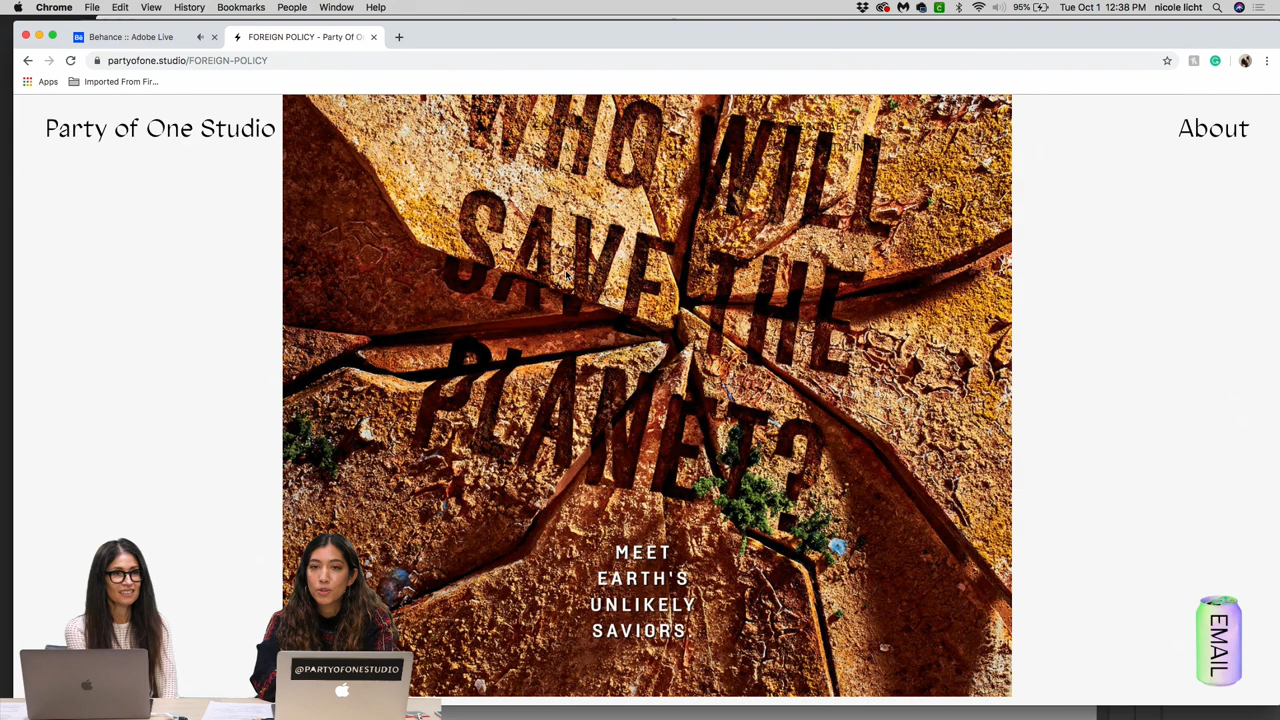 Chrome File Edit View History Bookmarks People Window Help
95% Tue Oct 1 12:38 PM nicole licht
Behance :: Adobe Live
FOREIGN POLICY - Party Of O
partyofone.studio/FOREIGN-POLICY
Apps Imported From Fir...
Party of One Studio
About
WHO WILL
SAVE THE
PLANET?
MEET
EARTH'S
UNLIKELY
SAVIORS.
EMAIL
@PARTYOFONESTUDIO